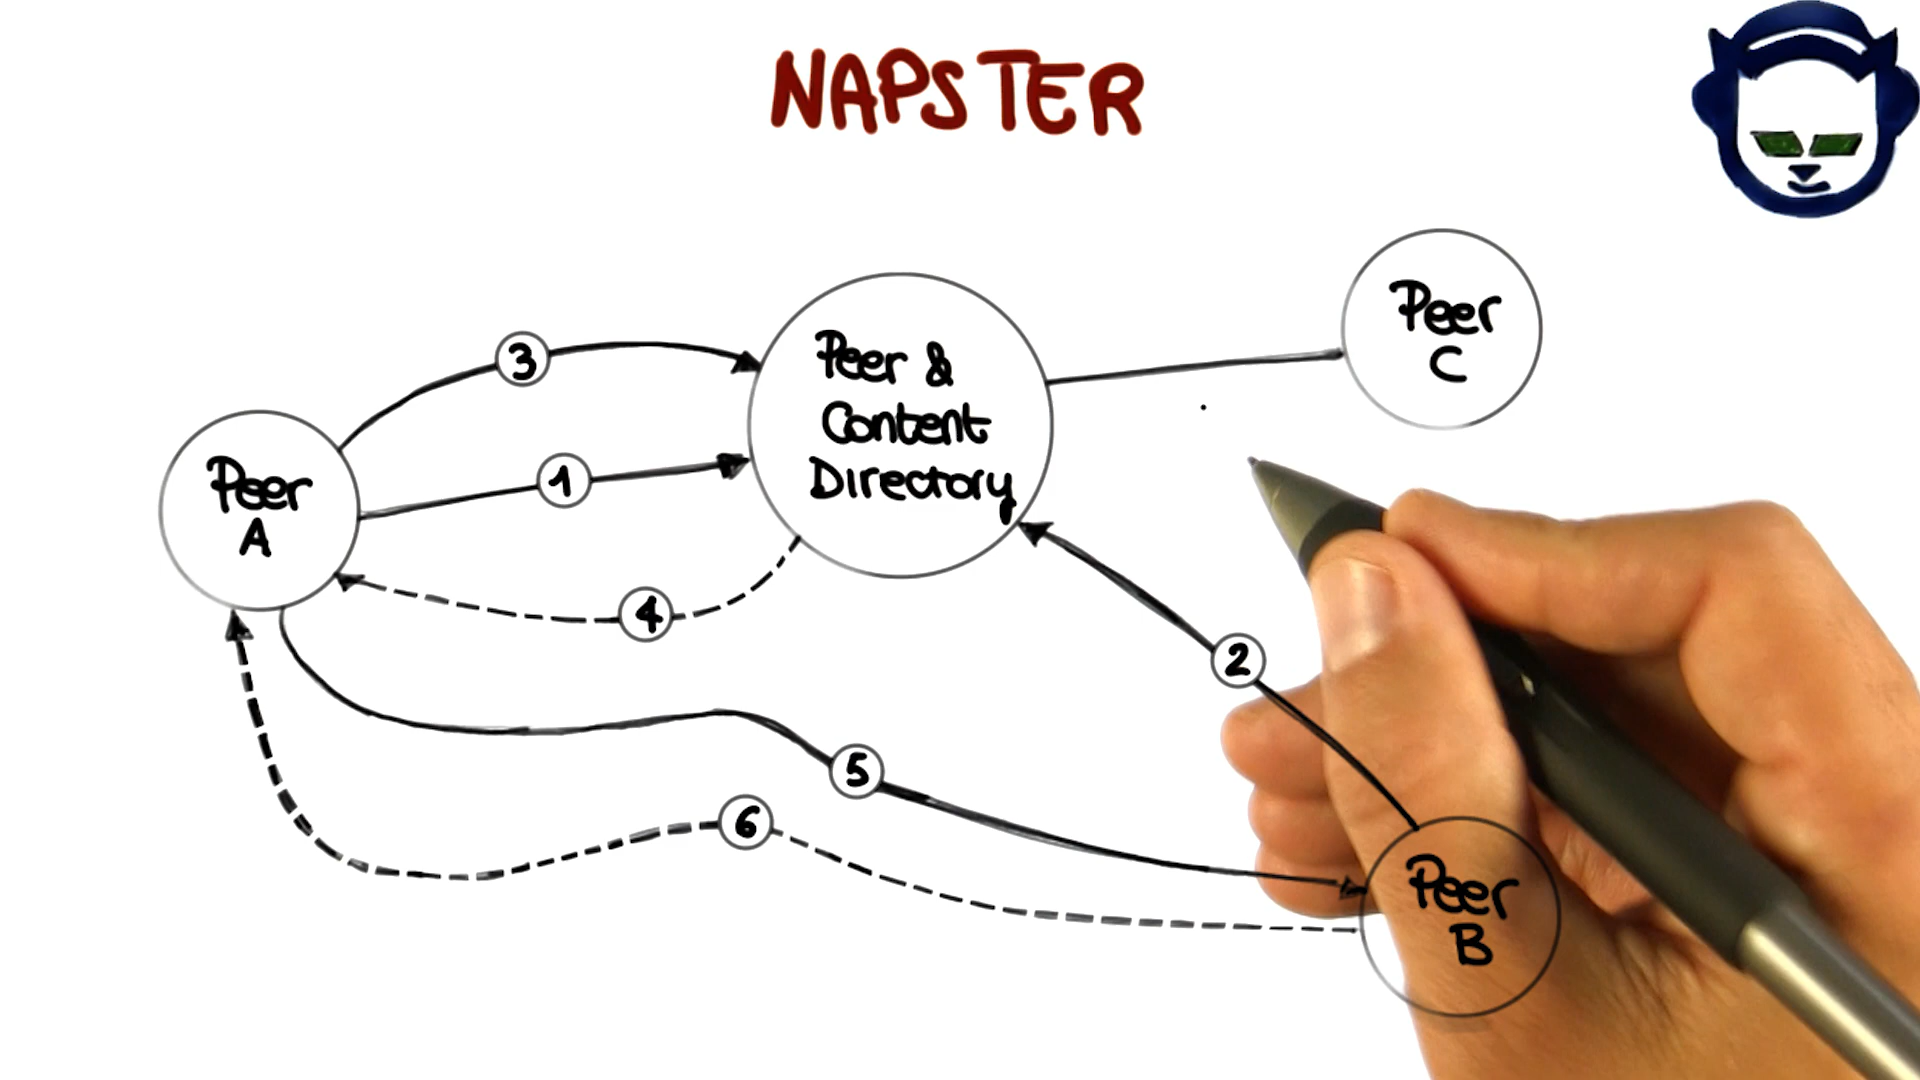 NAPSTER
Peer
C
Peer &
Content
Directory
3
1
Peer
A
4
2
5
6
Peer
B